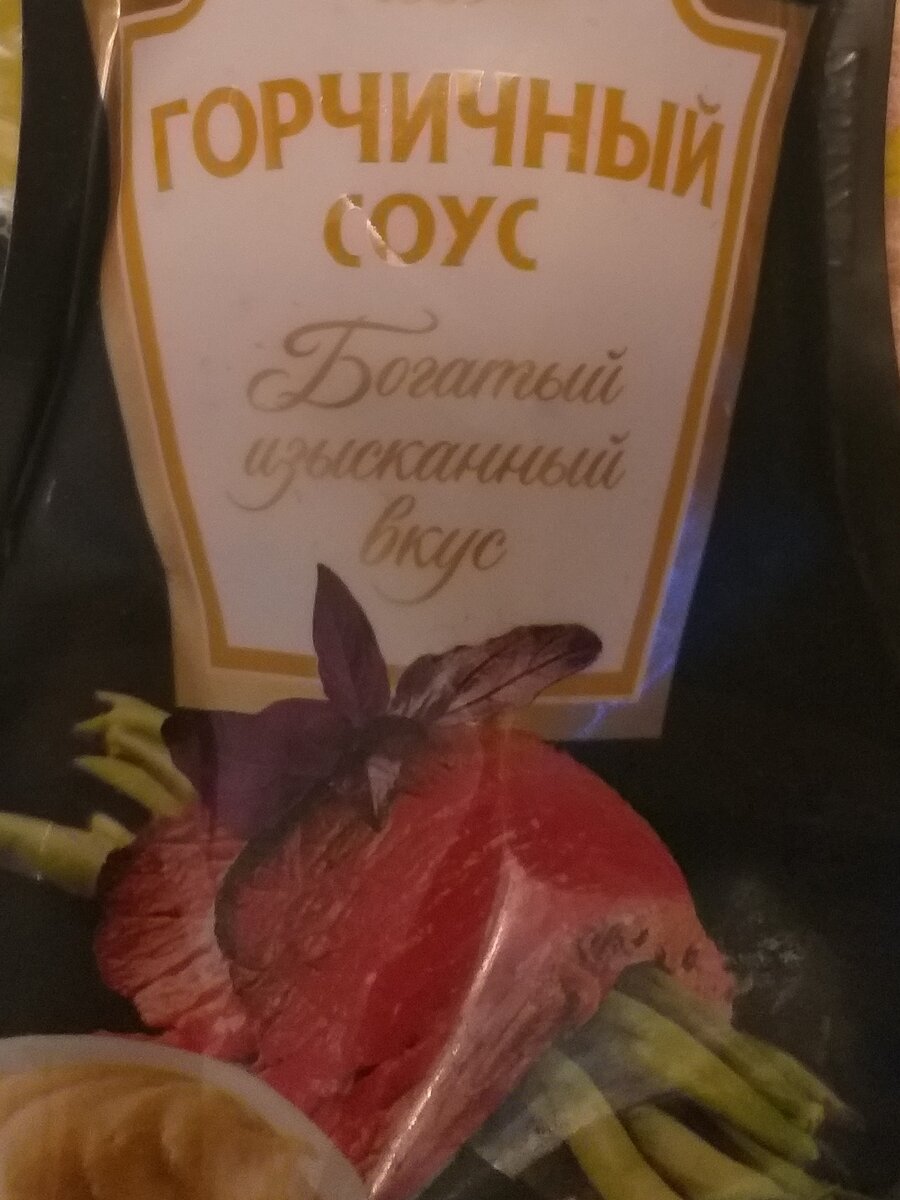 ГОРЧИЧНЫЙ
СОУС
Богатый
изысканный
вкус